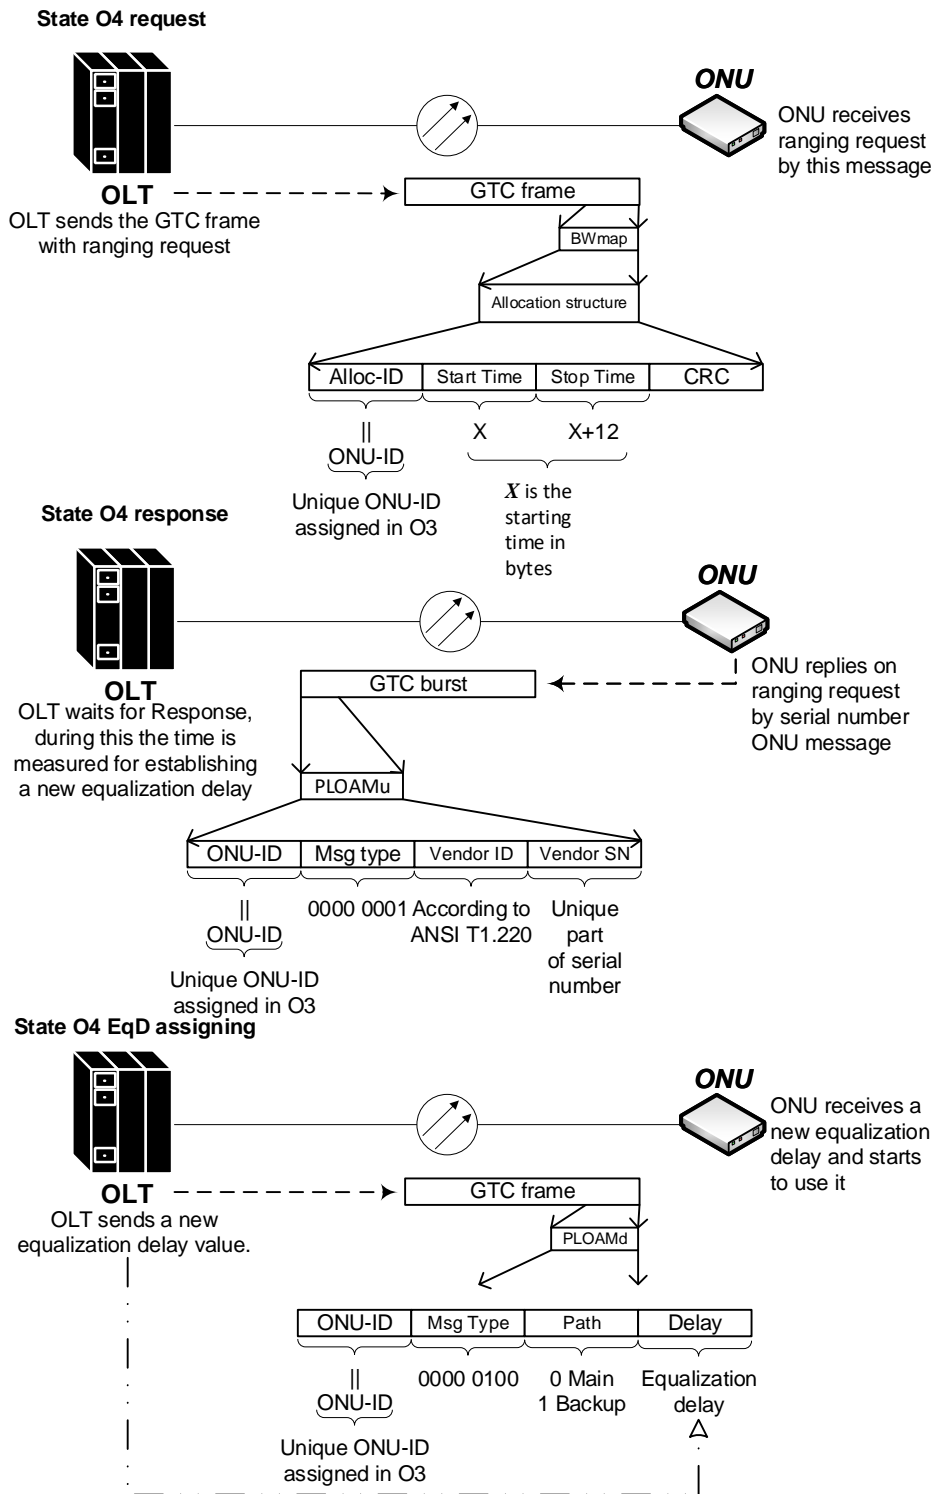 State O4 request
ONU
ONU receives
ranging request
by this message
OLT
OLT sends the GTC frame
with ranging request
GTC frame
BWmap
Allocation structure
Alloc-ID
Start Time
Stop Time
CRC
||
ONU-ID
X
X+12
Unique ONU-ID
assigned in O3
X is the
starting
time in
bytes
State O4 response
ONU
OLT
OLT waits for Response,
during this the time is
measured for establishing
a new equalization delay
GTC burst
ONU replies on
ranging request
by serial number
ONU message
PLOAMu
ONU-ID
Msg type
Vendor ID
Vendor SN
||
ONU-ID
0000 0001
According to
ANSI T1.220
Unique
part
of serial
number
Unique ONU-ID
assigned in O3
State O4 EqD assigning
ONU
ONU receives a
new equalization
delay and starts
to use it
OLT
OLT sends a new
equalization delay value.
GTC frame
PLOAMd
ONU-ID
Msg Type
Path
Delay
||
ONU-ID
0000 0100
0 Main
1 Backup
Equalization
delay
Unique ONU-ID
assigned in O3